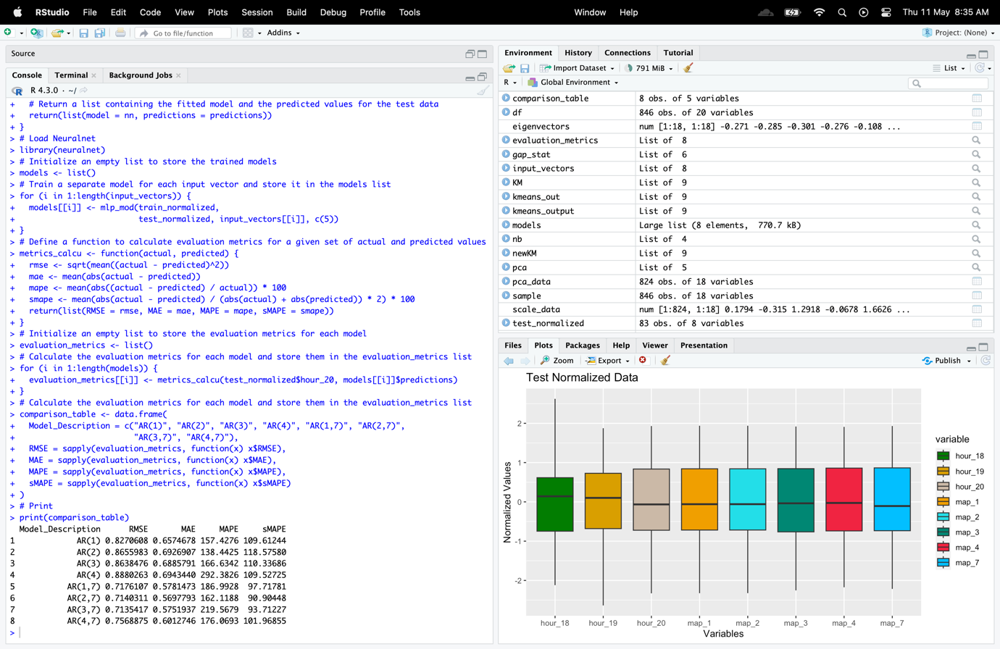 RStudio File Edit Code View Plots Session Build Debug Profile Tools Window Help Thu 11 May 8:35 AM
Go to file/function Addins Project: (None)
Source
Console Terminal Background Jobs
R 4.3.0 · ~/
+   # Return a list containing the fitted model and the predicted values for the test data
+   return(list(model = nn, predictions = predictions))
+ }
> # Load Neuralnet
> library(neuralnet)
> # Initialize an empty list to store the trained models
> models <- list()
> # Train a separate model for each input vector and store it in the models list
> for (i in 1:length(input_vectors)) {
+   models[[i]] <- mlp_mod(train_normalized,
+                          test_normalized, input_vectors[[i]], c(5))
+ }
> # Define a function to calculate evaluation metrics for a given set of actual and predicted values
> metrics_calcu <- function(actual, predicted) {
+   rmse <- sqrt(mean((actual - predicted)^2))
+   mae <- mean(abs(actual - predicted))
+   mape <- mean(abs((actual - predicted) / actual)) * 100
+   smape <- mean(abs(actual - predicted) / (abs(actual) + abs(predicted)) * 2) * 100
+   return(list(RMSE = rmse, MAE = mae, MAPE = mape, sMAPE = smape))
+ }
> # Initialize an empty list to store the evaluation metrics for each model
> evaluation_metrics <- list()
> # Calculate the evaluation metrics for each model and store them in the evaluation_metrics list
> for (i in 1:length(models)) {
+   evaluation_metrics[[i]] <- metrics_calcu(test_normalized$hour_20, models[[i]]$predictions)
+ }
> # Calculate the evaluation metrics for each model and store them in the evaluation_metrics list
> comparison_table <- data.frame(
+   Model_Description = c("AR(1)", "AR(2)", "AR(3)", "AR(4)", "AR(1,7)", "AR(2,7)",
+                         "AR(3,7)", "AR(4,7)"),
+   RMSE = sapply(evaluation_metrics, function(x) x$RMSE),
+   MAE = sapply(evaluation_metrics, function(x) x$MAE),
+   MAPE = sapply(evaluation_metrics, function(x) x$MAPE),
+   sMAPE = sapply(evaluation_metrics, function(x) x$sMAPE)
+ )
> # Print
> print(comparison_table)
  Model_Description      RMSE       MAE     MAPE     sMAPE
1             AR(1) 0.8270608 0.6574678 157.4276 109.61244
2             AR(2) 0.8655983 0.6926907 138.4425 118.57580
3             AR(3) 0.8638476 0.6885791 166.6342 110.33686
4             AR(4) 0.8880263 0.6943440 292.3826 109.52725
5           AR(1,7) 0.7176107 0.5781473 186.9928  97.71781
6           AR(2,7) 0.7140311 0.5697793 162.1188  90.90448
7           AR(3,7) 0.7135417 0.5751937 219.5679  93.71227
8           AR(4,7) 0.7568875 0.6012746 176.0693 101.96855
>
Environment History Connections Tutorial
Import Dataset 791 MiB List
R Global Environment
comparison_table 8 obs. of 5 variables
df 846 obs. of 20 variables
eigenvectors num [1:18, 1:18] -0.271 -0.285 -0.301 -0.276 -0.108 ...
evaluation_metrics List of  8
gap_stat List of  6
input_vectors List of  8
KM List of  9
kmeans_out List of  9
kmeans_output List of  9
models Large list (8 elements,  770.7 kB)
nb List of  4
newKM List of  9
pca List of  5
pca_data 824 obs. of 18 variables
sample 846 obs. of 18 variables
scale_data num [1:824, 1:18] 0.1794 -0.315 1.2918 -0.0678 1.6626 ...
test_normalized 83 obs. of 8 variables
Files Plots Packages Help Viewer Presentation
Zoom Export Publish
Test Normalized Data
2
1
0
-1
-2
Normalized Values
hour_18 hour_19 hour_20 map_1 map_2 map_3 map_4 map_7
Variables
variable
hour_18
hour_19
hour_20
map_1
map_2
map_3
map_4
map_7